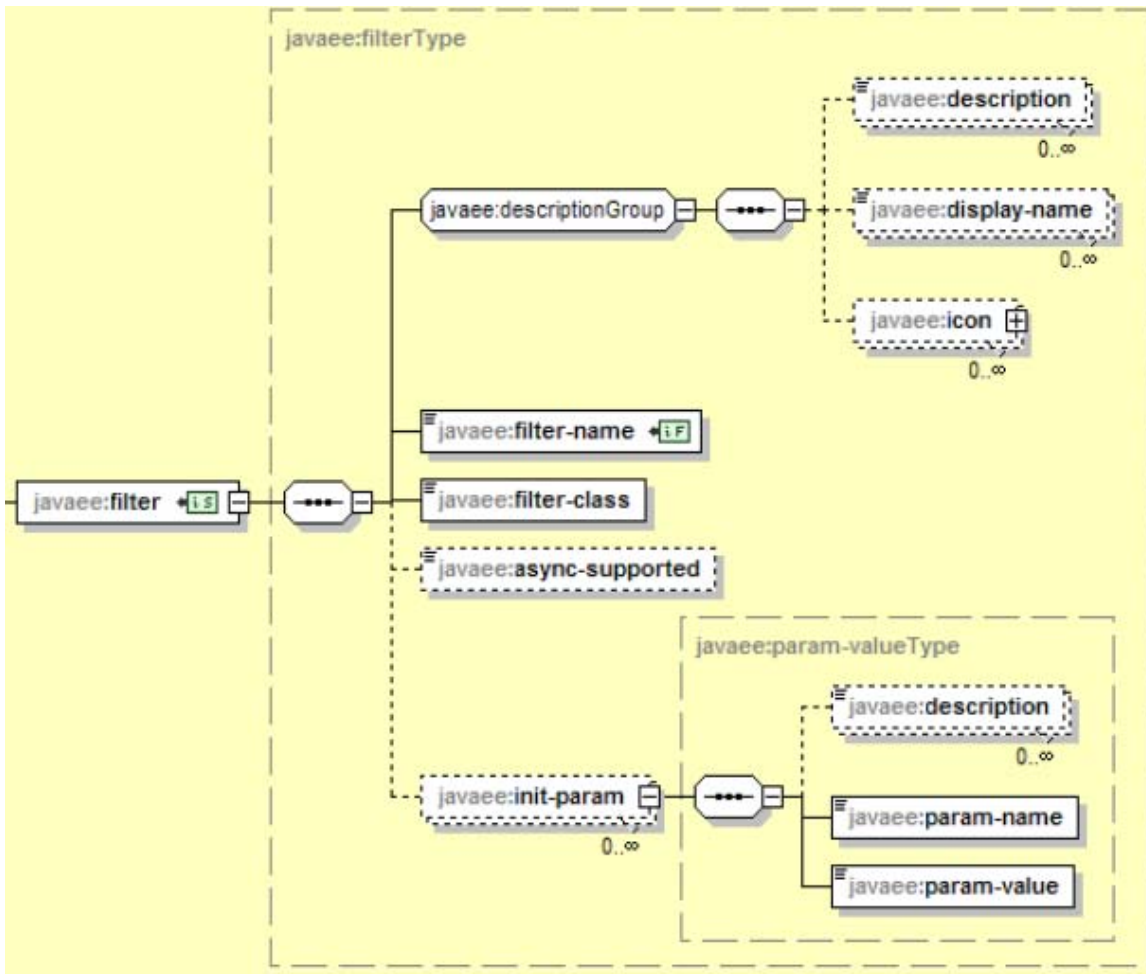 javaee:filterType
javaee:description
0..∞
javaee:descriptionGroup
javaee:display-name
0..∞
javaee:icon
0..∞
javaee:filter-name iF
javaee:filter iS
javaee:filter-class
javaee:async-supported
javaee:param-valueType
javaee:description
0..∞
javaee:init-param
0..∞
javaee:param-name
javaee:param-value